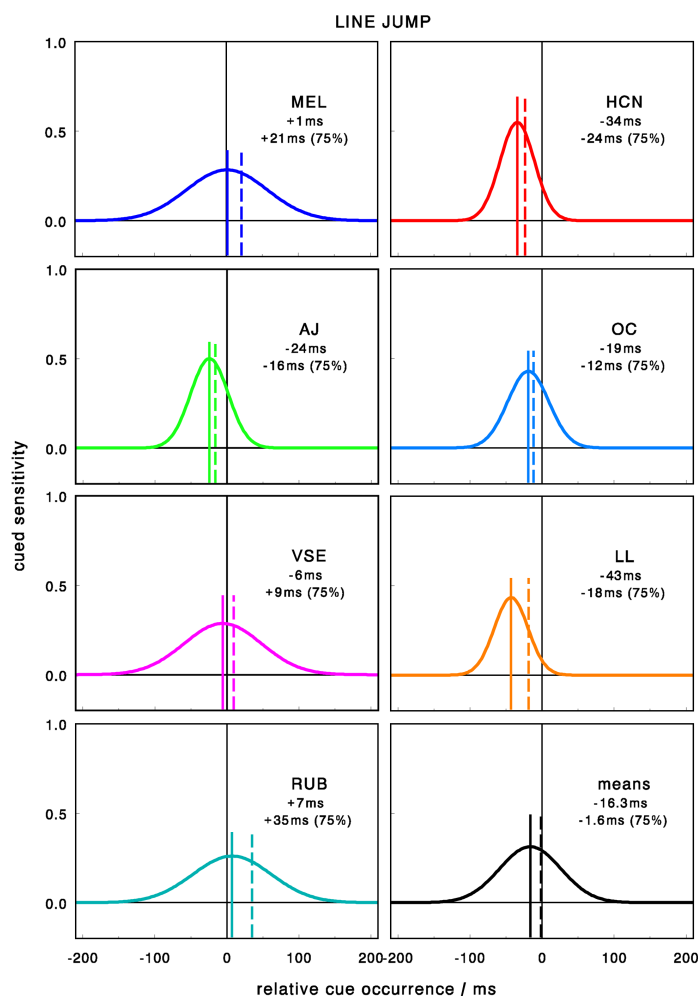 LINE JUMP
1.0
0.5
0.0
MEL
+1ms
+21ms (75%)
HCN
-34ms
-24ms (75%)
1.0
0.5
0.0
AJ
-24ms
-16ms (75%)
OC
-19ms
-12ms (75%)
cued sensitivity
1.0
0.5
0.0
VSE
-6ms
+9ms (75%)
LL
-43ms
-18ms (75%)
1.0
0.5
0.0
RUB
+7ms
+35ms (75%)
means
-16.3ms
-1.6ms (75%)
-200 -100 0 100 200 -200 -100 0 100 200
relative cue occurrence / ms